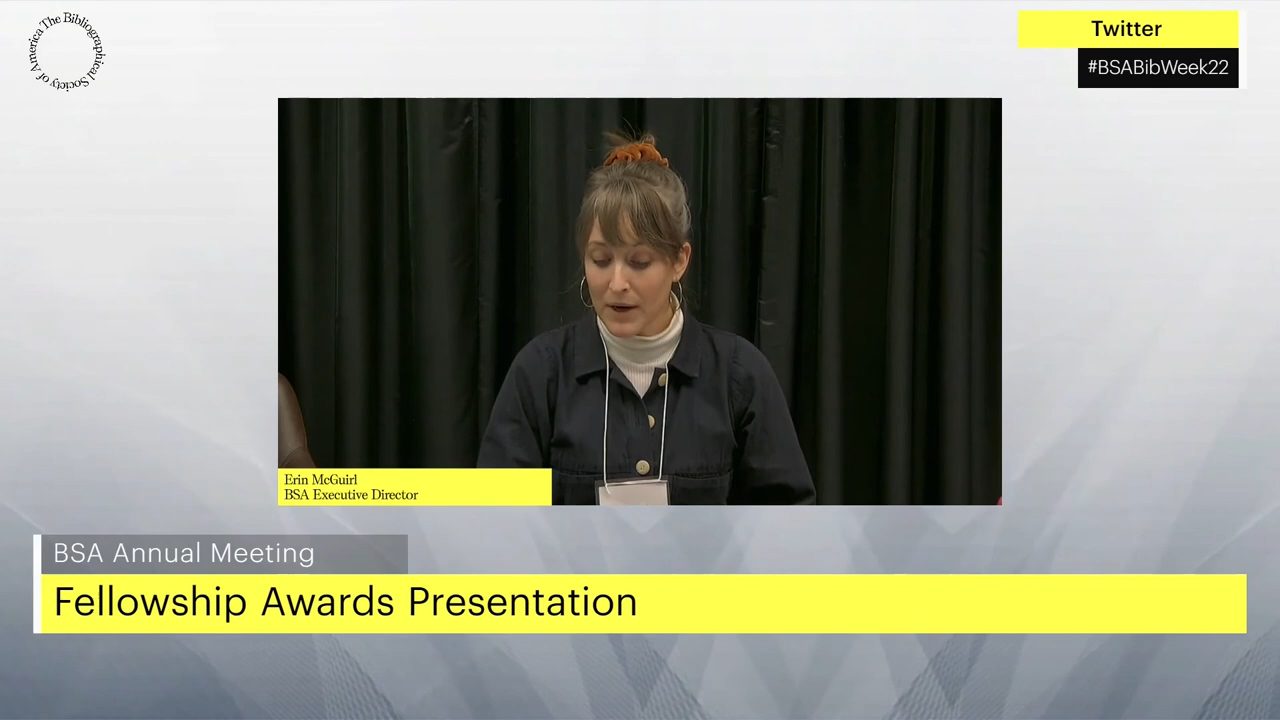 The Bibliographical Society of America
Twitter
#BSABibWeek22
Erin McGuirl
BSA Executive Director
BSA Annual Meeting
Fellowship Awards Presentation